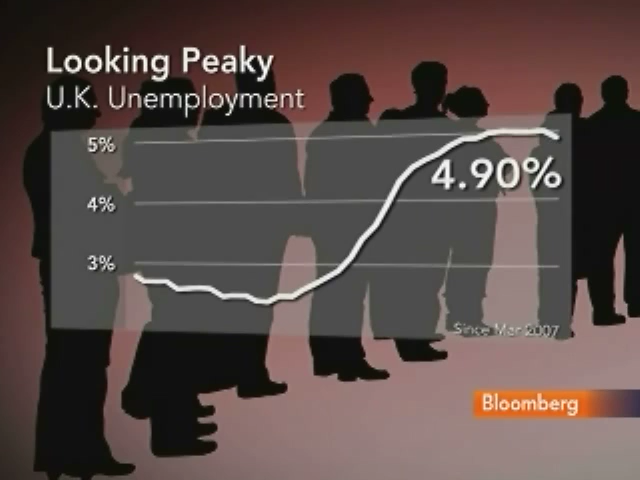 Looking Peaky
U.K. Unemployment
5%
4.90%
4%
3%
Since Mar 2007
Bloomberg